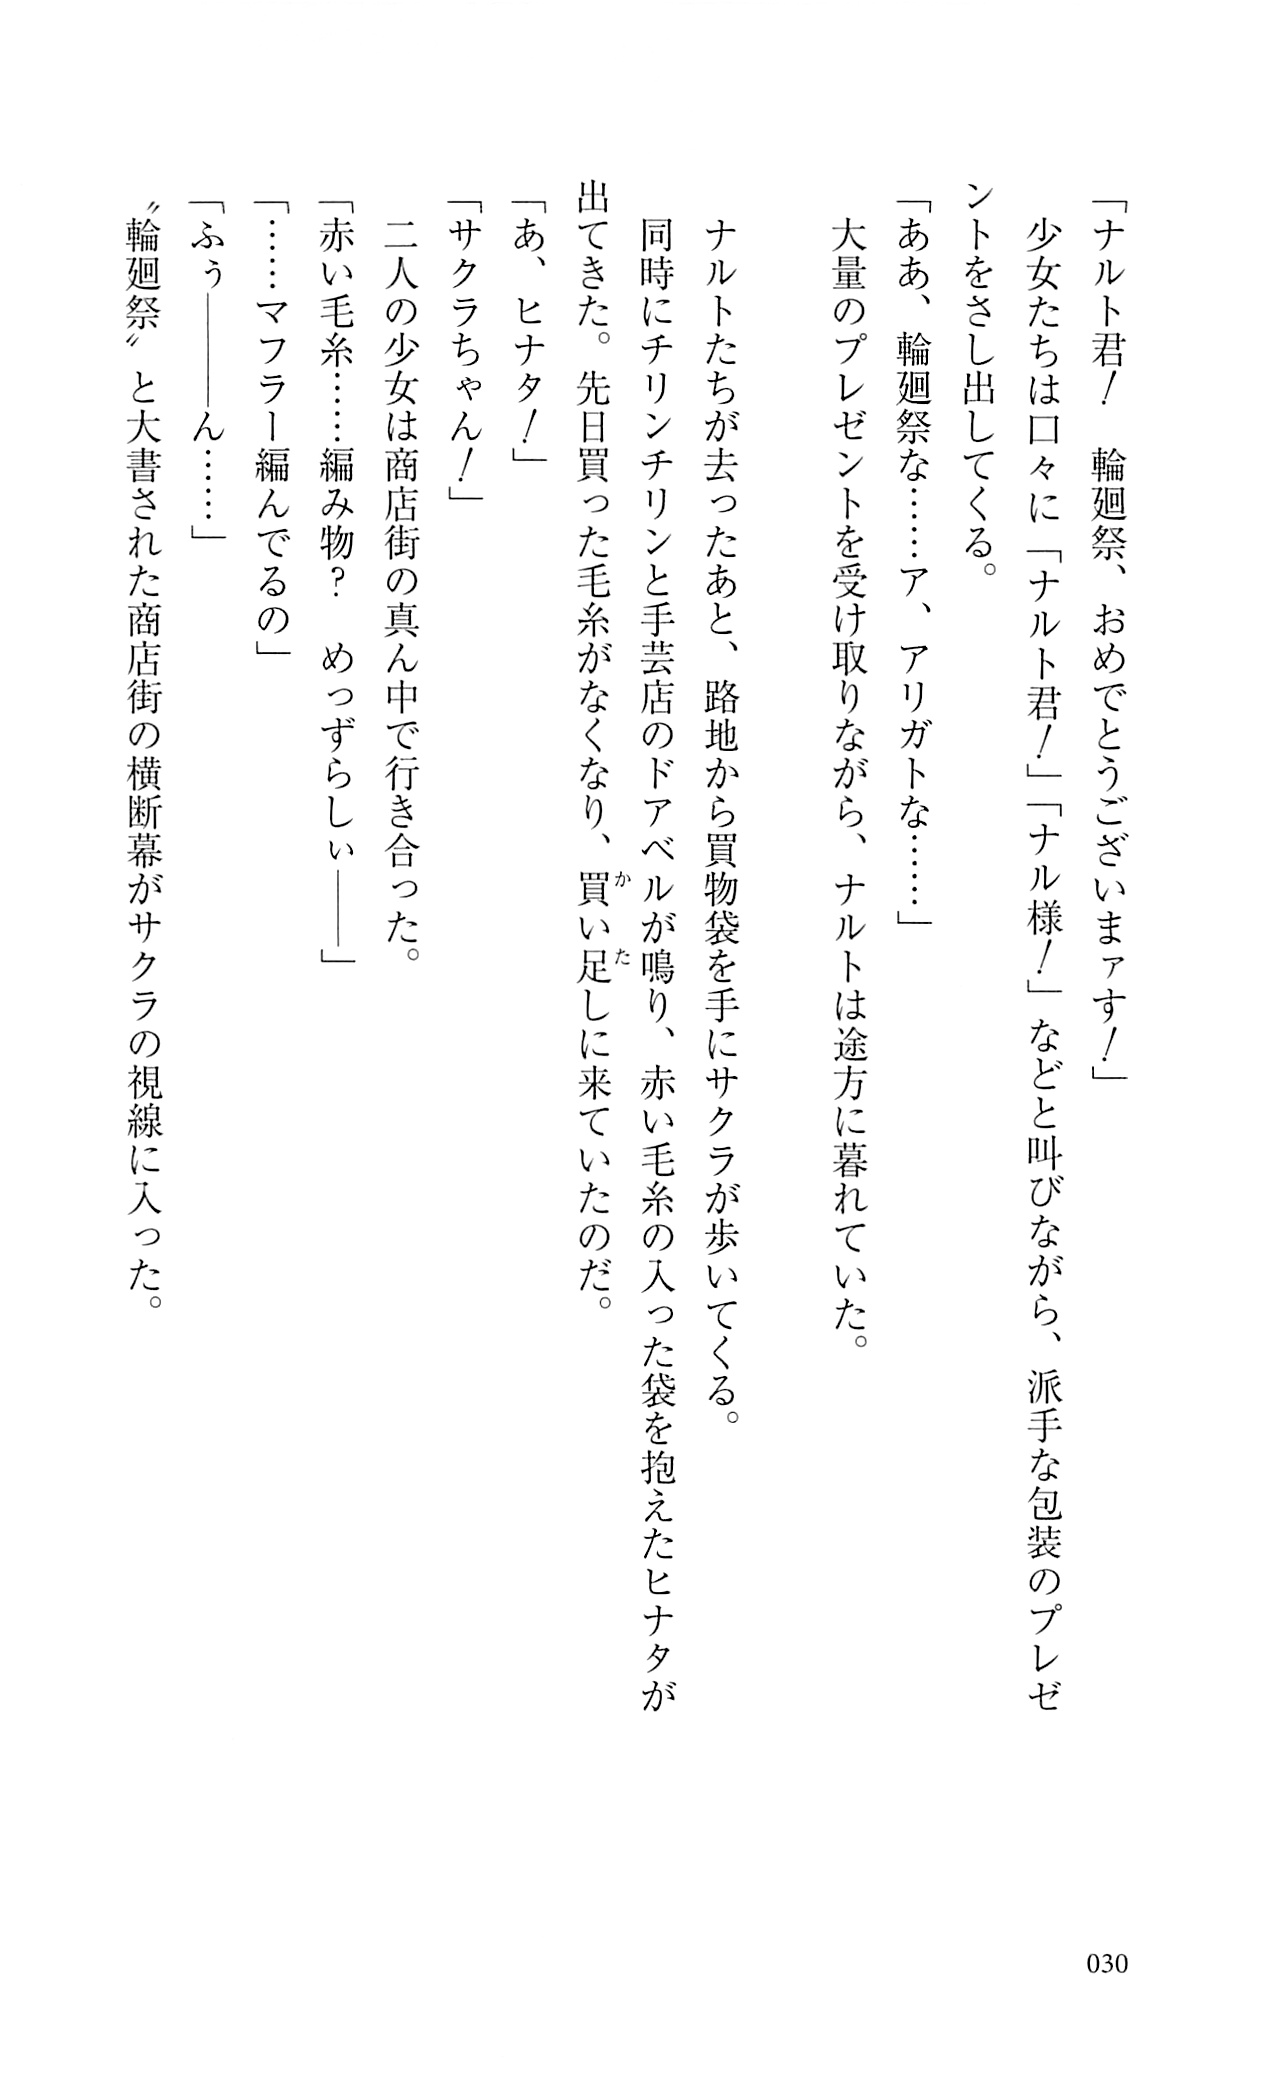 「ナルト君！　輪廻祭、おめでとうございまァす！」
　少女たちは口々に「ナルト君！」「ナル様！」などと叫びながら、派手な包装のプレゼ
ントをさし出してくる。
「ああ、輪廻祭な……ア、アリガトな……」
　大量のプレゼントを受け取りながら、ナルトは途方に暮れていた。
　ナルトたちが去ったあと、路地から買物袋を手にサクラが歩いてくる。
　同時にチリンチリンと手芸店のドアベルが鳴り、赤い毛糸の入った袋を抱えたヒナタが
出てきた。先日買った毛糸がなくなり、買い足しに来ていたのだ。
かた
「あ、ヒナタ！」
「サクラちゃん！」
　二人の少女は商店街の真ん中で行き合った。
「赤い毛糸……編み物？　めっずらしぃ――」
「……マフラー編んでるの」
「ふぅ――――ん……」
〝輪廻祭〟と大書された商店街の横断幕がサクラの視線に入った。
030